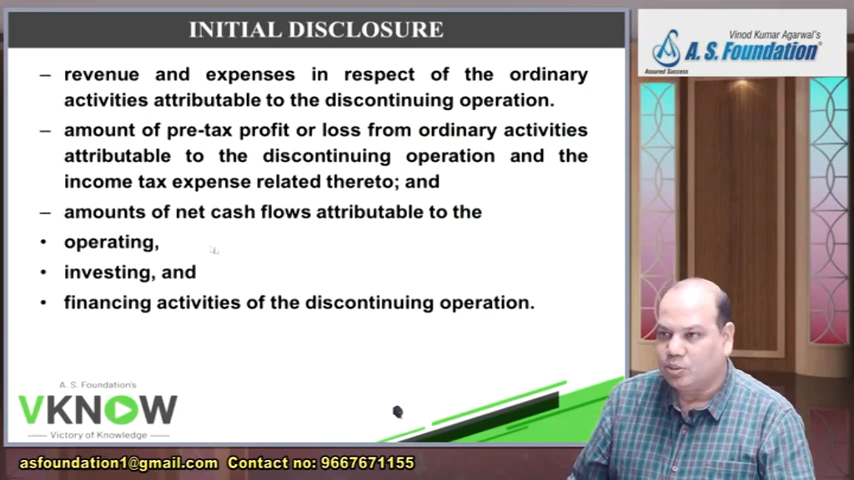 INITIAL DISCLOSURE
Vinod Kumar Agarwal's
A. S. Foundation®
Assured Success
– revenue and expenses in respect of the ordinary
activities attributable to the discontinuing operation.
– amount of pre-tax profit or loss from ordinary activities
attributable to the discontinuing operation and the
income tax expense related thereto; and
– amounts of net cash flows attributable to the
• operating,
• investing, and
• financing activities of the discontinuing operation.
A. S. Foundation's
VKNOW
Victory of Knowledge
asfoundation1@gmail.com Contact no: 9667671155